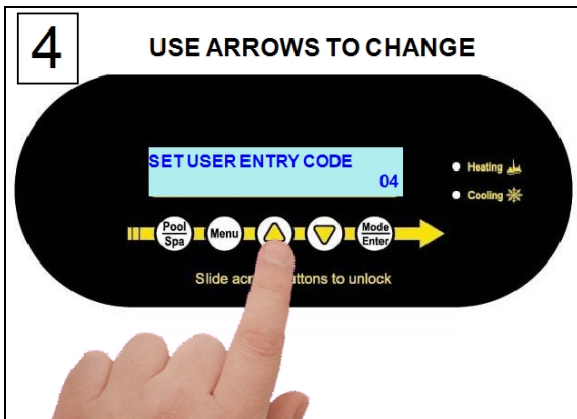 4
USE ARROWS TO CHANGE
SET USER ENTRY CODE
04
Heating
Cooling
Pool
Spa
Menu
Mode
Enter
Slide acr uttons to unlock